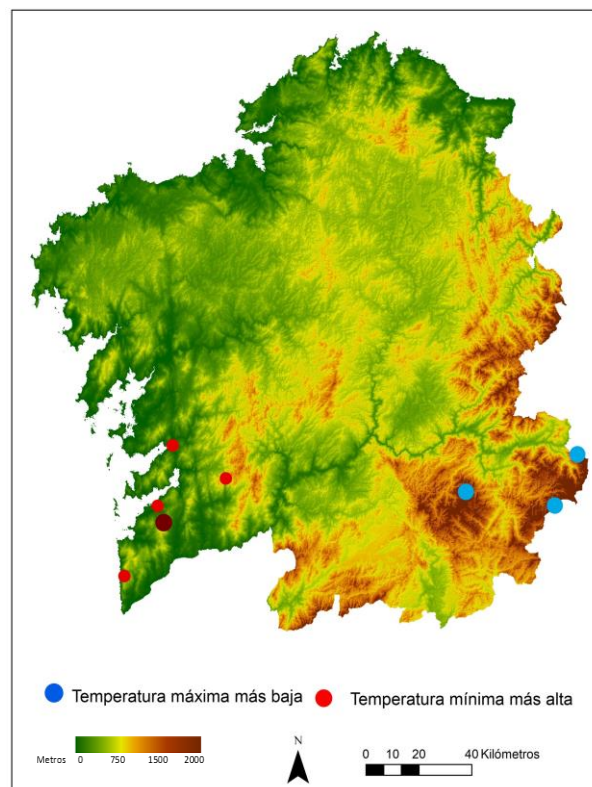 Temperatura máxima más baja
Temperatura mínima más alta
Metros 0 750 1500 2000
N
0 10 20 40 Kilómetros